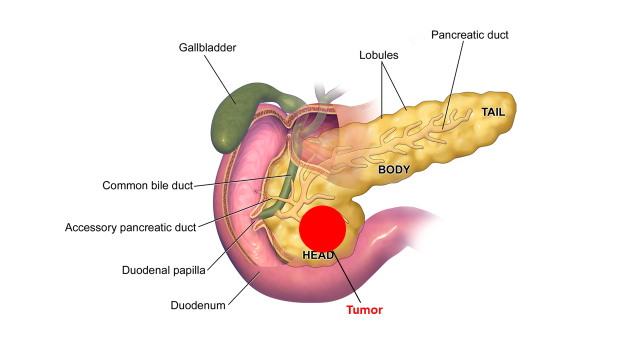 Pancreatic duct
Gallbladder
Lobules
TAIL
BODY
Common bile duct
Accessory pancreatic duct
HEAD
Duodenal papilla
Duodenum
Tumor